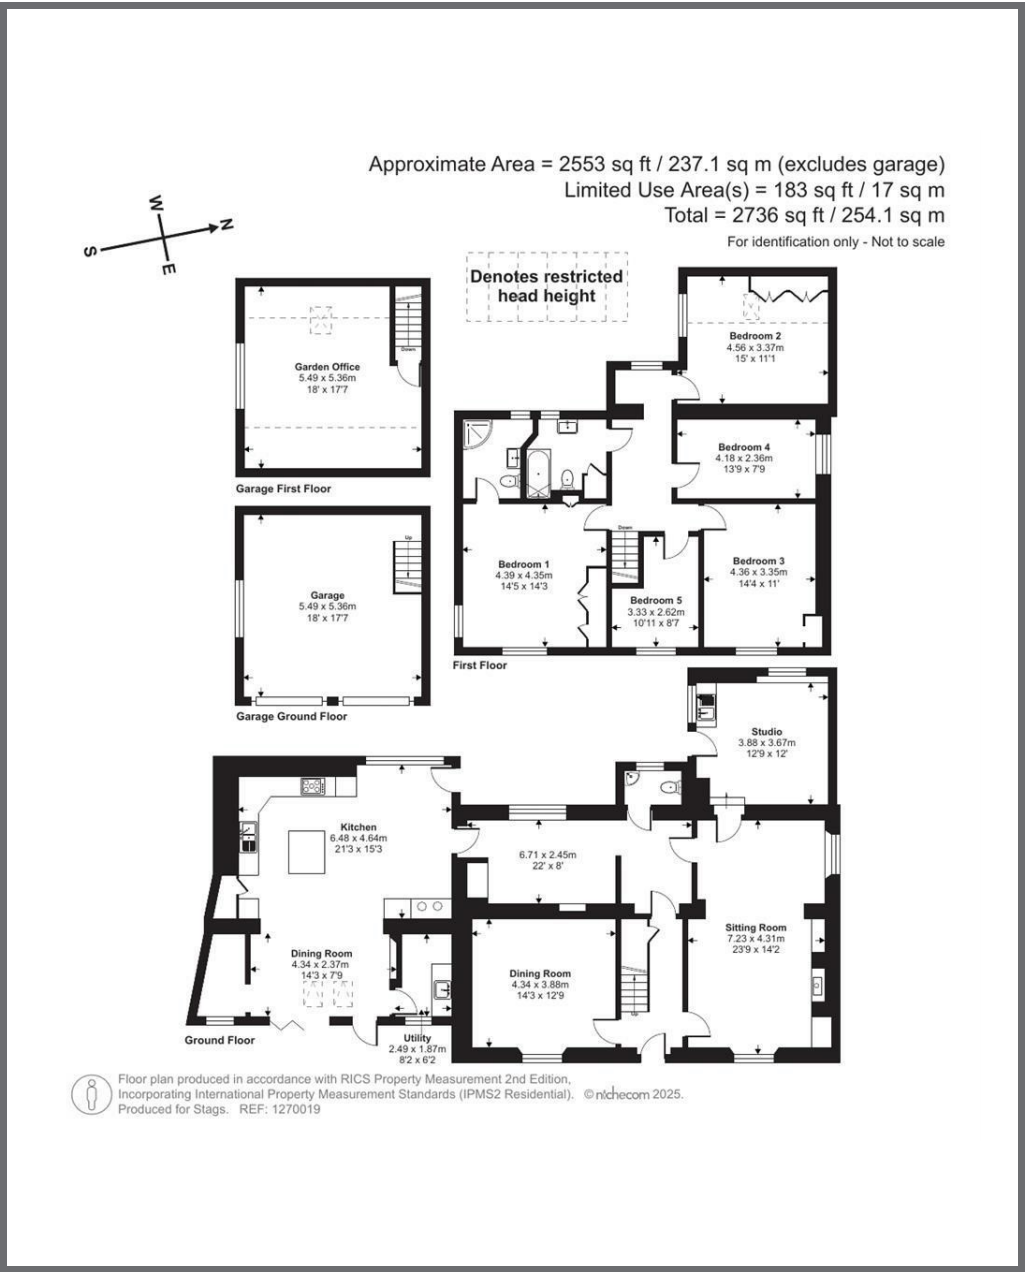 Approximate Area = 2553 sq ft / 237.1 sq m (excludes garage)
Limited Use Area(s) = 183 sq ft / 17 sq m
Total = 2736 sq ft / 254.1 sq m
For identification only - Not to scale
W
N
S
E
Denotes restricted
head height
Garden Office
5.49 x 5.36m
18' x 17'7
Down
Garage First Floor
Bedroom 2
4.56 x 3.37m
15' x 11'1
Bedroom 4
4.18 x 2.36m
13'9 x 7'9
Bedroom 1
4.39 x 4.35m
14'5 x 14'3
Down
Bedroom 5
3.33 x 2.62m
10'11 x 8'7
Bedroom 3
4.36 x 3.35m
14'4 x 11'
First Floor
Up
Garage
5.49 x 5.36m
18' x 17'7
Garage Ground Floor
Studio
3.88 x 3.67m
12'9 x 12'
Kitchen
6.48 x 4.64m
21'3 x 15'3
6.71 x 2.45m
22' x 8'
Sitting Room
7.23 x 4.31m
23'9 x 14'2
Dining Room
4.34 x 2.37m
14'3 x 7'9
Dining Room
4.34 x 3.88m
14'3 x 12'9
Up
Utility
2.49 x 1.87m
8'2 x 6'2
Ground Floor
Floor plan produced in accordance with RICS Property Measurement 2nd Edition,
Incorporating International Property Measurement Standards (IPMS2 Residential). © nichecom 2025.
Produced for Stags. REF: 1270019